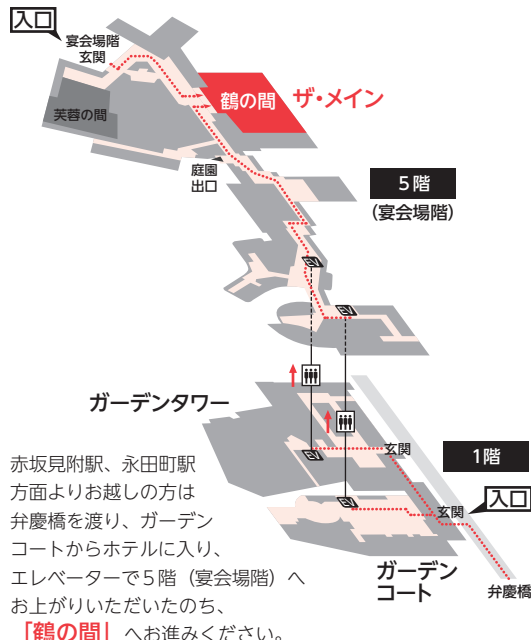 入口
宴会場階
玄関
鶴の間
ザ・メイン
芙蓉の間
庭園
出口
5階
(宴会場階)
EV
EV
ガーデンタワー
玄関
1階
EV
入口
EV
玄関
ガーデン
コート
弁慶橋
赤坂見附駅、永田町駅
方面よりお越しの方は
弁慶橋を渡り、ガーデン
コートからホテルに入り、
エレベーターで5階（宴会場階）へ
お上がりいただいたのち、
「鶴の間」へお進みください。